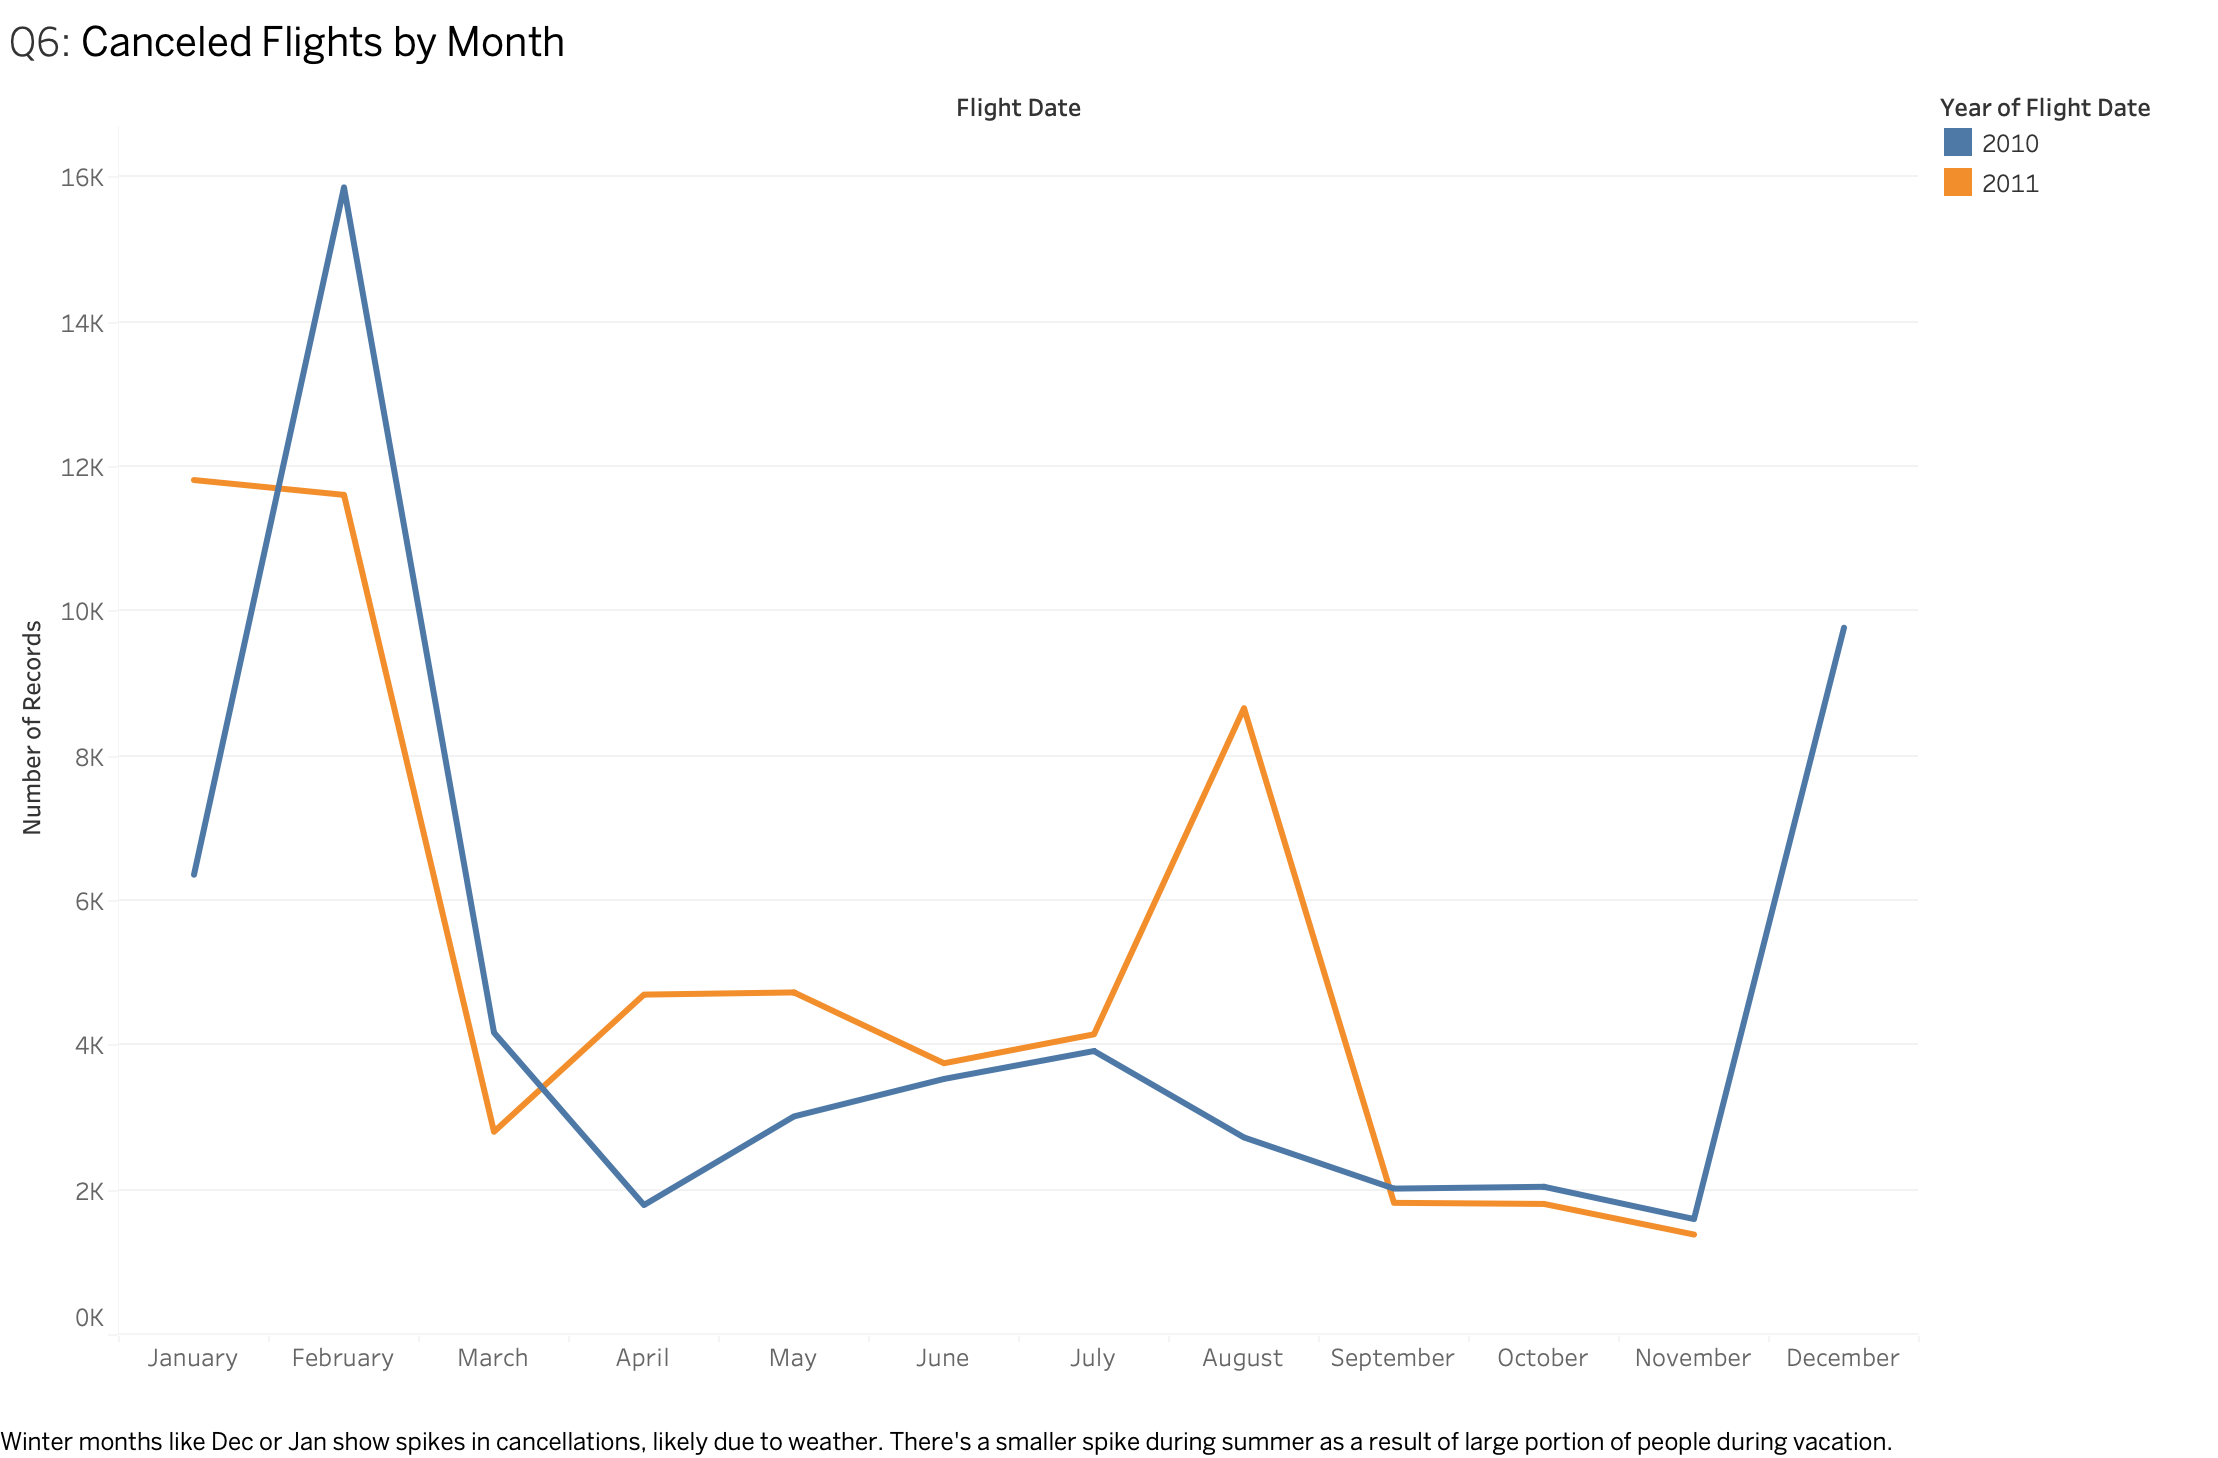 Q6: Canceled Flights by Month
Flight Date
Year of Flight Date
2010
2011
16K
14K
12K
10K
8K
6K
4K
2K
0K
Number of Records
January February March April May June July August September October November December
Winter months like Dec or Jan show spikes in cancellations, likely due to weather. There's a smaller spike during summer as a result of large portion of people during vacation.